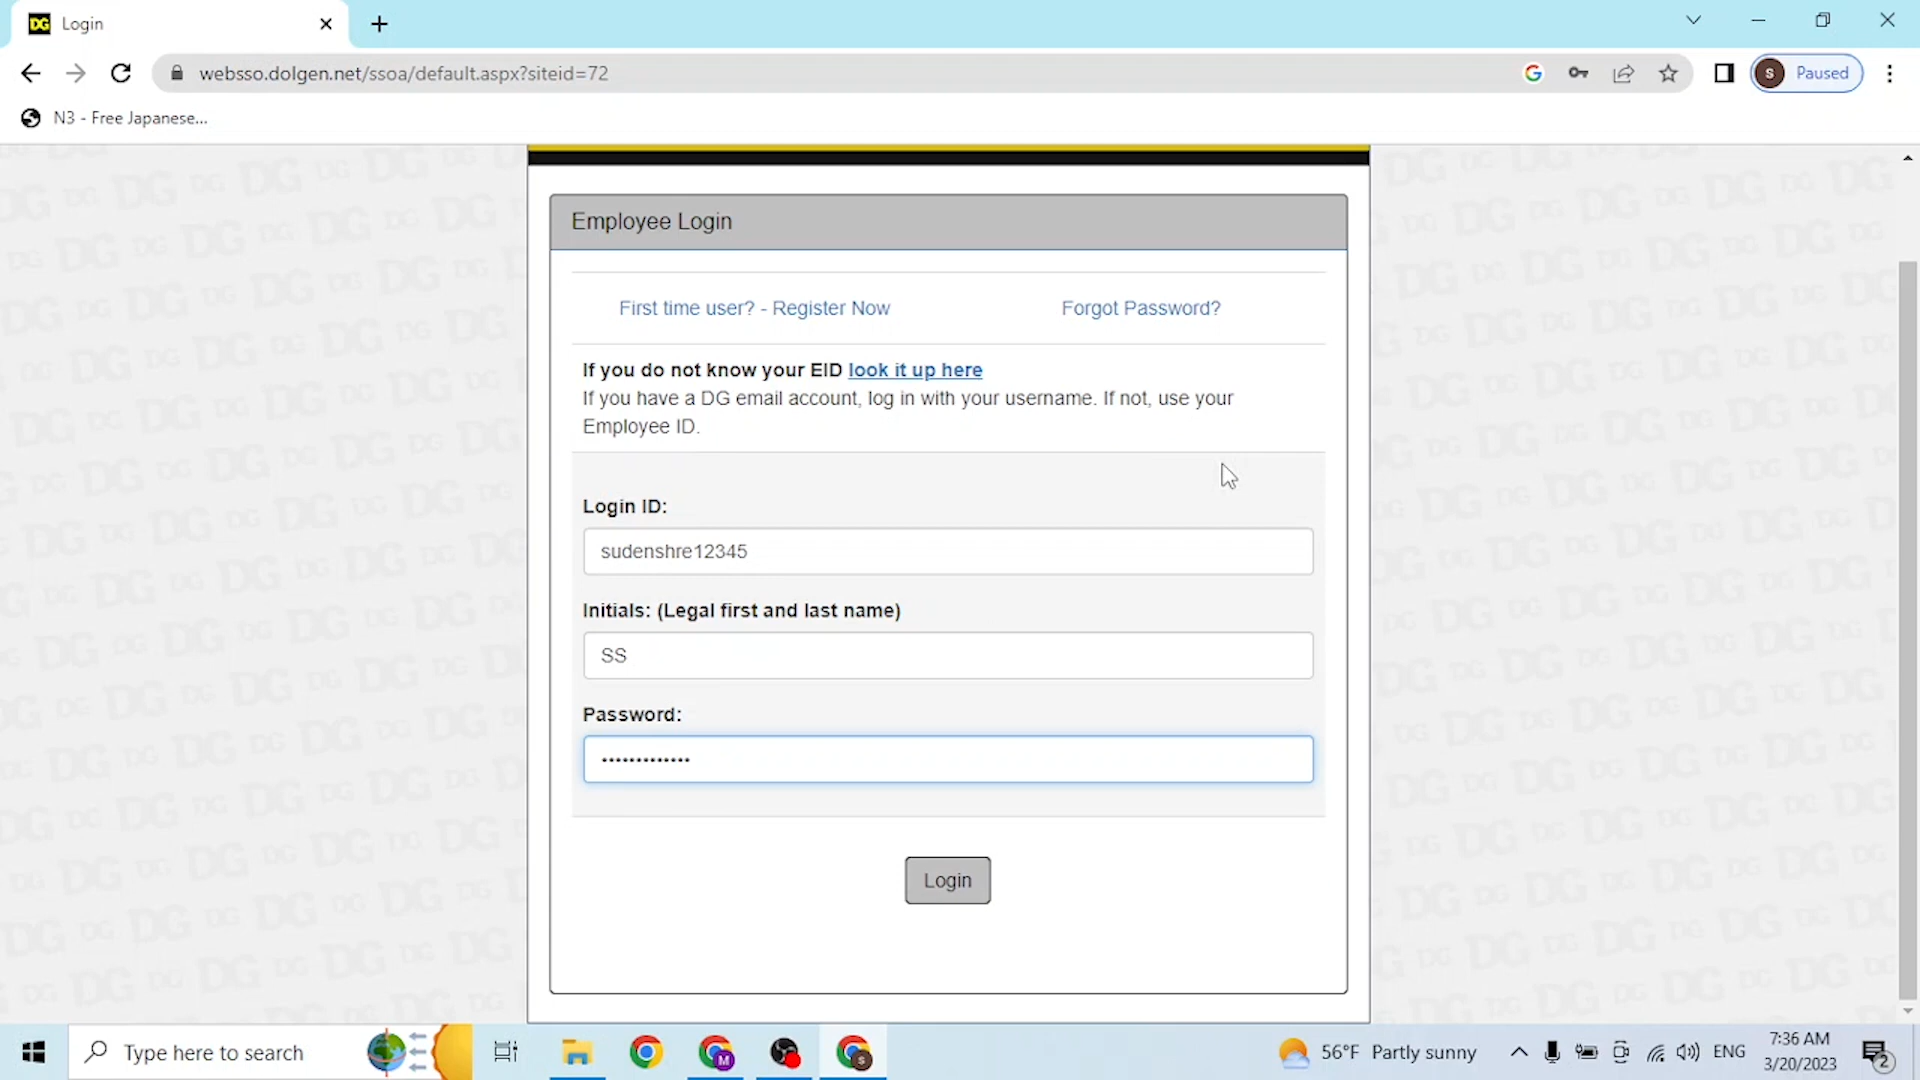 DG Login
websso.dolgen.net/ssoa/default.aspx?siteid=72
S Paused
N3 - Free Japanese...
Employee Login
First time user? - Register Now Forgot Password?
If you do not know your EID look it up here
If you have a DG email account, log in with your username. If not, use your
Employee ID.
Login ID:
sudenshre12345
Initials: (Legal first and last name)
SS
Password:
•••••••••••••
Login
Type here to search
56°F Partly sunny
ENG
7:36 AM
3/20/2023
2